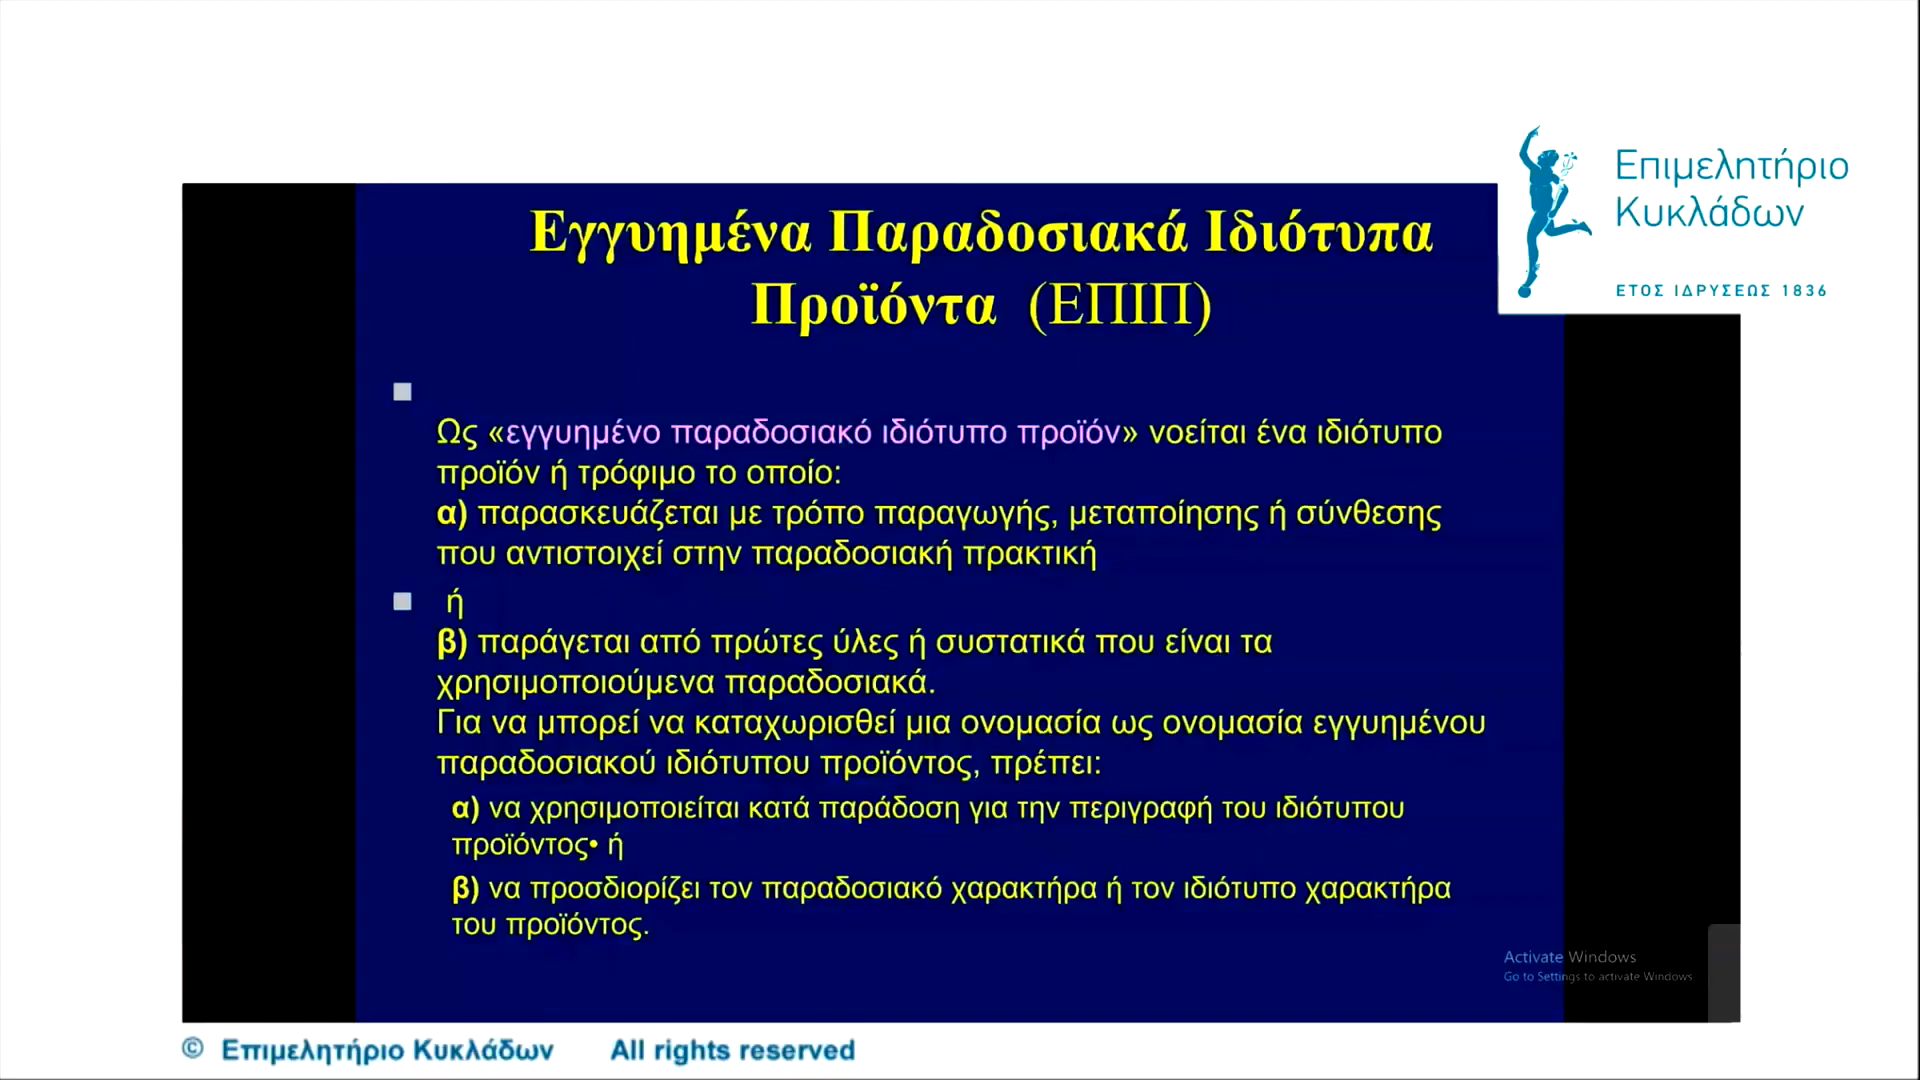 Επιμελητήριο
Κυκλάδων
ΕΤΟΣ ΙΔΡΥΣΕΩΣ 1836
Εγγυημένα Παραδοσιακά Ιδιότυπα
Προϊόντα (ΕΠΙΠ)
Ως «εγγυημένο παραδοσιακό ιδιότυπο προϊόν» νοείται ένα ιδιότυπο
προϊόν ή τρόφιμο το οποίο:
α) παρασκευάζεται με τρόπο παραγωγής, μεταποίησης ή σύνθεσης
που αντιστοιχεί στην παραδοσιακή πρακτική
ή
β) παράγεται από πρώτες ύλες ή συστατικά που είναι τα
χρησιμοποιούμενα παραδοσιακά.
Για να μπορεί να καταχωρισθεί μια ονομασία ως ονομασία εγγυημένου
παραδοσιακού ιδιότυπου προϊόντος, πρέπει:
α) να χρησιμοποιείται κατά παράδοση για την περιγραφή του ιδιότυπου
προϊόντος• ή
β) να προσδιορίζει τον παραδοσιακό χαρακτήρα ή τον ιδιότυπο χαρακτήρα
του προϊόντος.
Activate Windows
Go to Settings to activate Windows
© Επιμελητήριο Κυκλάδων All rights reserved